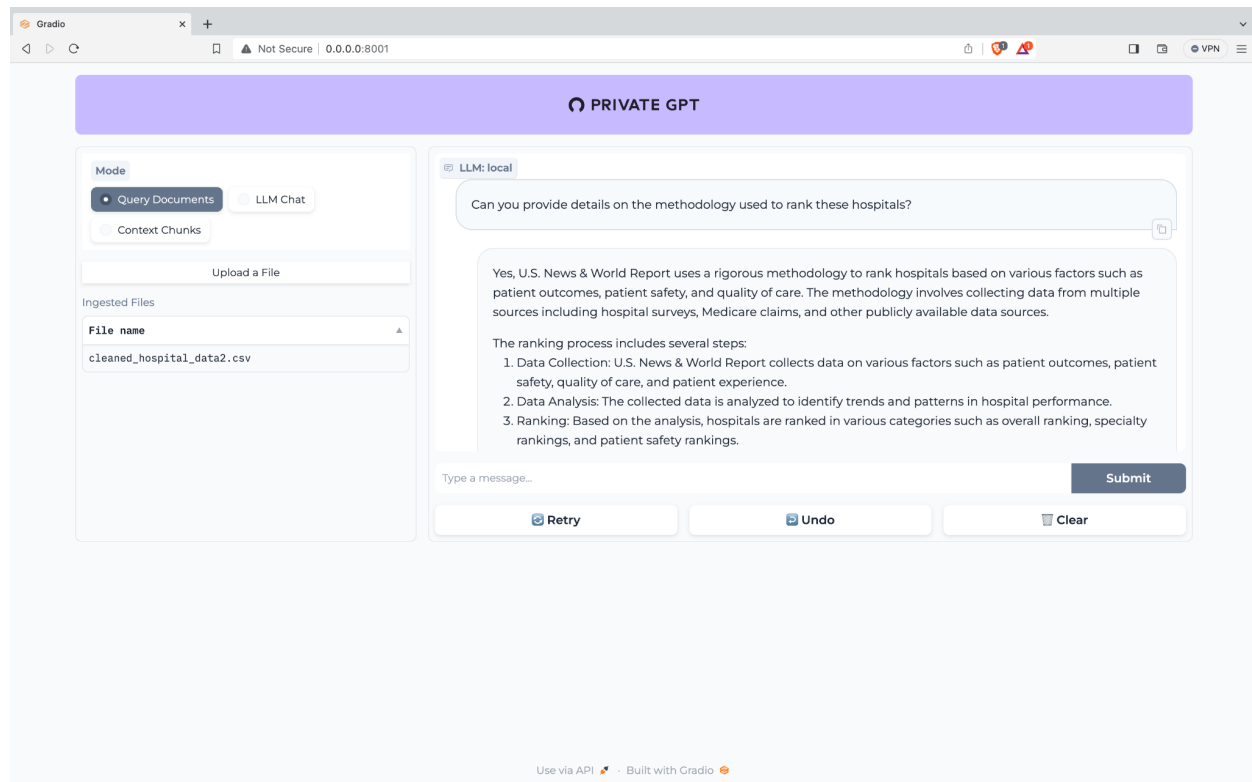 Gradio
Not Secure
0.0.0.0:8001
1
1
VPN
PRIVATE GPT
Mode
Query Documents
LLM Chat
Context Chunks
Upload a File
Ingested Files
File name
cleaned_hospital_data2.csv
LLM: local
Can you provide details on the methodology used to rank these hospitals?
Yes, U.S. News & World Report uses a rigorous methodology to rank hospitals based on various factors such as
patient outcomes, patient safety, and quality of care. The methodology involves collecting data from multiple
sources including hospital surveys, Medicare claims, and other publicly available data sources.
The ranking process includes several steps:
1. Data Collection: U.S. News & World Report collects data on various factors such as patient outcomes, patient
safety, quality of care, and patient experience.
2. Data Analysis: The collected data is analyzed to identify trends and patterns in hospital performance.
3. Ranking: Based on the analysis, hospitals are ranked in various categories such as overall ranking, specialty
rankings, and patient safety rankings.
Type a message...
Submit
Retry
Undo
Clear
Use via API · Built with Gradio